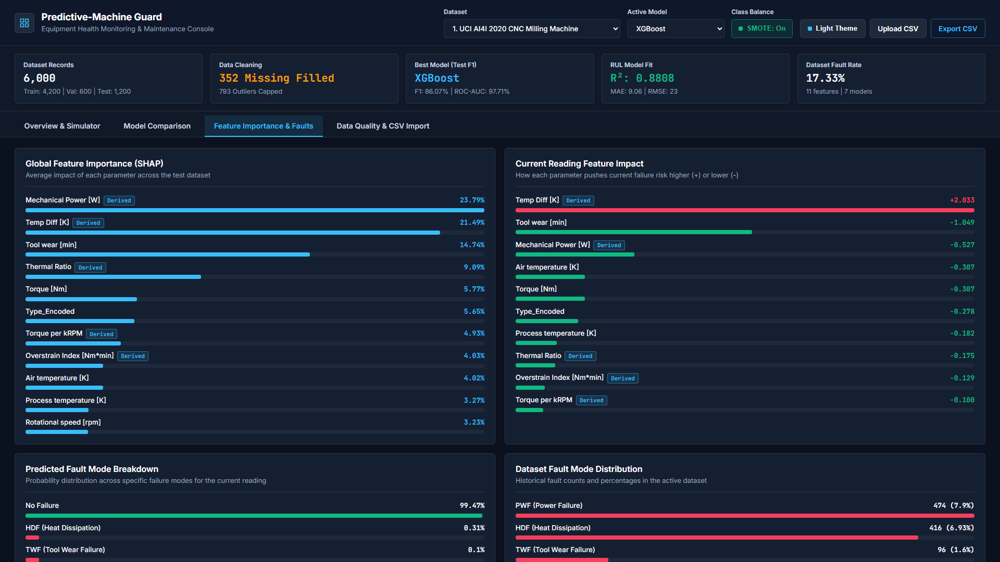 Predictive-Machine Guard
Equipment Health Monitoring & Maintenance Console
Dataset
1. UCI AI4I 2020 CNC Milling Machine
Active Model
XGBoost
Class Balance
SMOTE: On
Light Theme
Upload CSV
Export CSV
Dataset Records
6,000
Train: 4,200 | Val: 600 | Test: 1,200
Data Cleaning
352 Missing Filled
793 Outliers Capped
Best Model (Test F1)
XGBoost
F1: 86.07% | ROC-AUC: 97.71%
RUL Model Fit
R²: 0.8808
MAE: 9.06 | RMSE: 23
Dataset Fault Rate
17.33%
11 features | 7 models
Overview & Simulator
Model Comparison
Feature Importance & Faults
Data Quality & CSV Import
Global Feature Importance (SHAP)
Average impact of each parameter across the test dataset
Mechanical Power [W] Derived 23.79%
Temp Diff [K] Derived 21.49%
Tool wear [min] 14.74%
Thermal Ratio Derived 9.09%
Torque [Nm] 5.77%
Type_Encoded 5.65%
Torque per kRPM Derived 4.93%
Overstrain Index [Nm*min] Derived 4.03%
Air temperature [K] 4.02%
Process temperature [K] 3.27%
Rotational speed [rpm] 3.23%
Current Reading Feature Impact
How each parameter pushes current failure risk higher (+) or lower (-)
Temp Diff [K] Derived +2.033
Tool wear [min] -1.049
Mechanical Power [W] Derived -0.527
Air temperature [K] -0.307
Torque [Nm] -0.307
Type_Encoded -0.278
Process temperature [K] -0.182
Thermal Ratio Derived -0.175
Overstrain Index [Nm*min] Derived -0.129
Torque per kRPM Derived -0.100
Predicted Fault Mode Breakdown
Probability distribution across specific failure modes for the current reading
No Failure 99.47%
HDF (Heat Dissipation) 0.31%
TWF (Tool Wear Failure) 0.1%
Dataset Fault Mode Distribution
Historical fault counts and percentages in the active dataset
PWF (Power Failure) 474 (7.9%)
HDF (Heat Dissipation) 416 (6.93%)
TWF (Tool Wear Failure) 96 (1.6%)